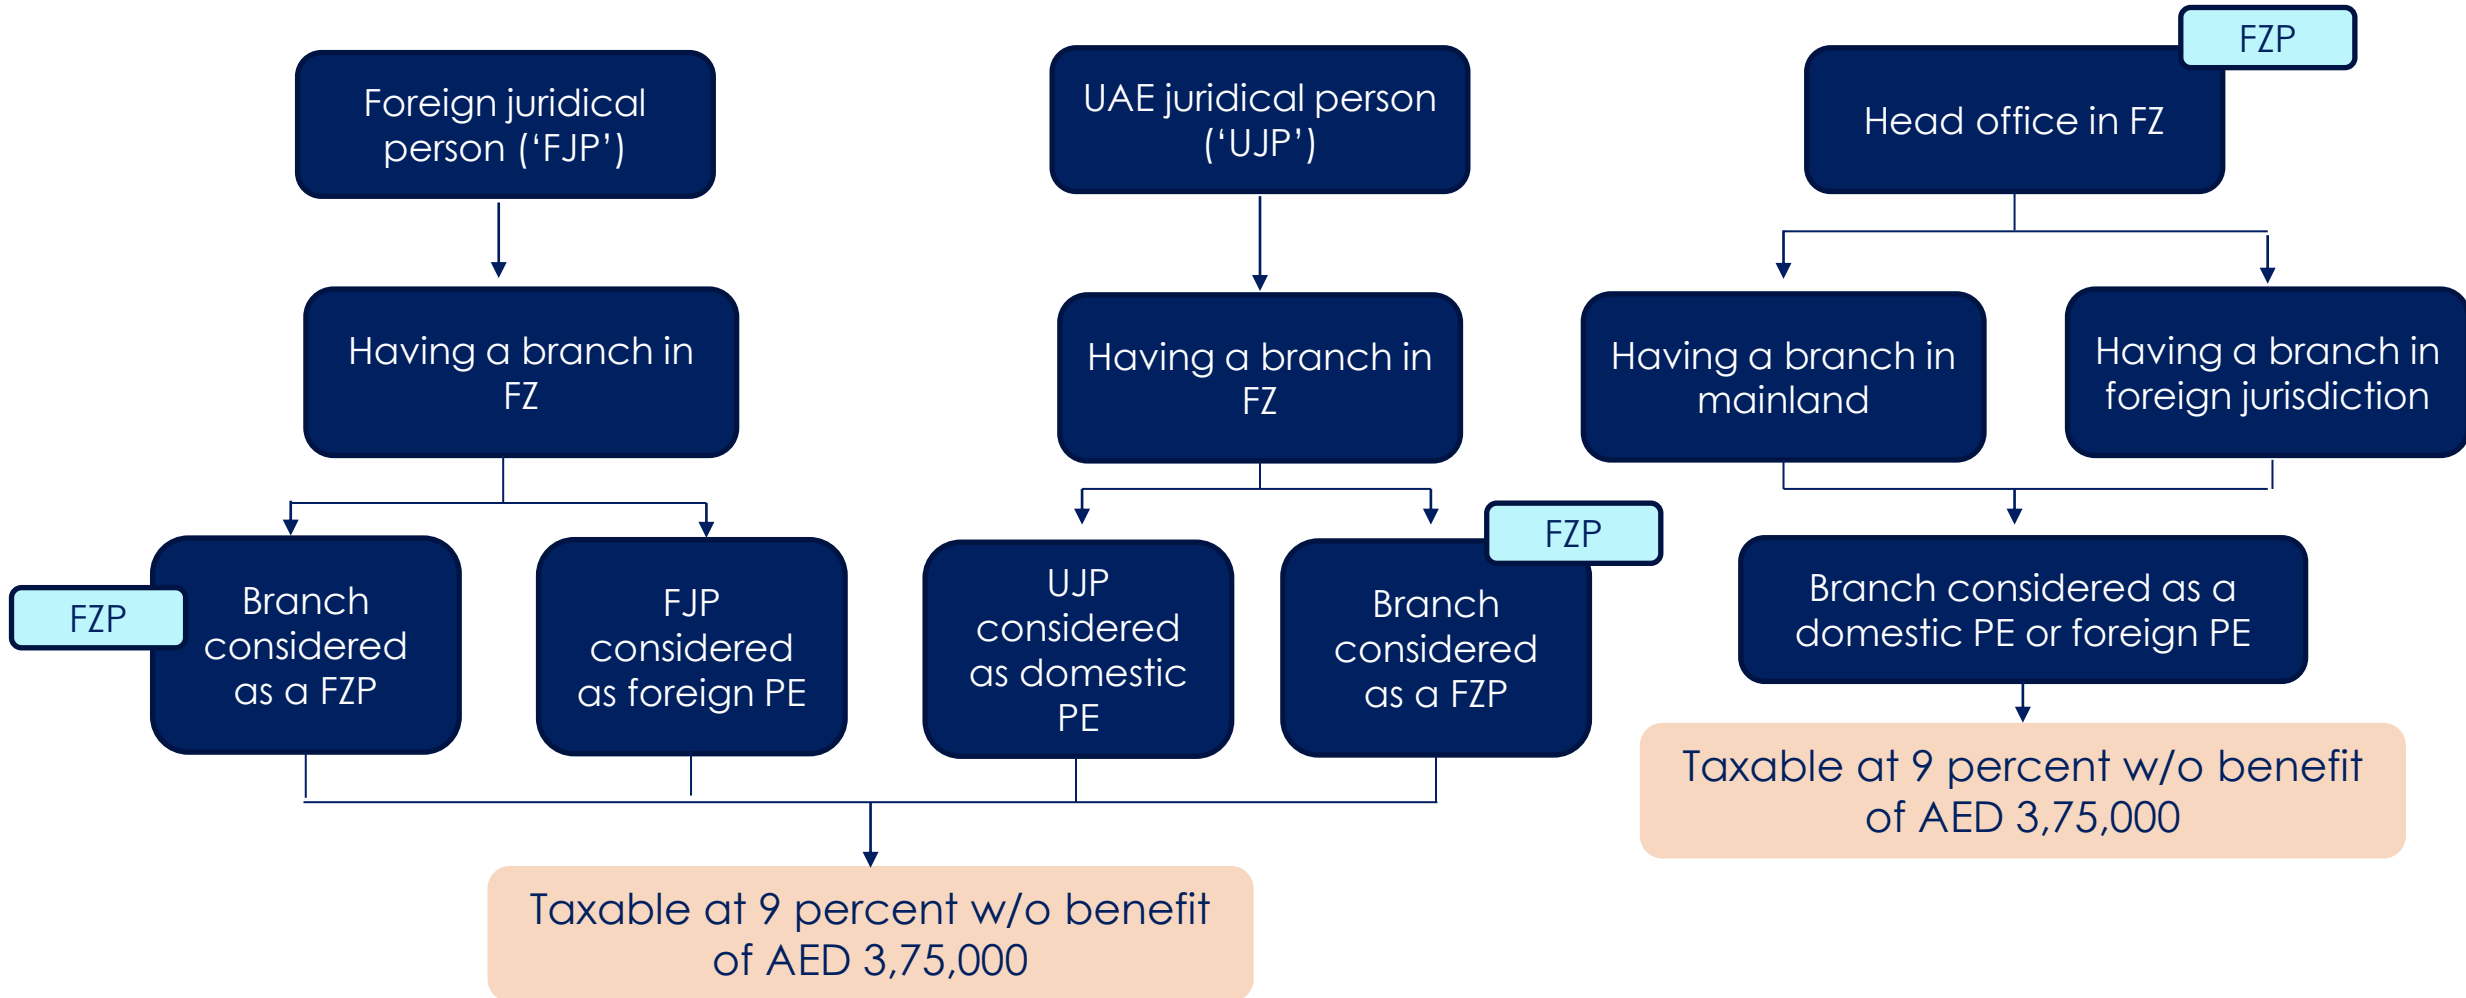 Foreign juridical
person (‘FJP’)
UAE juridical person
(‘UJP’)
FZP
Head office in FZ
Having a branch in
FZ
Having a branch in
FZ
Having a branch in
mainland
Having a branch in
foreign jurisdiction
FZP
Branch
considered
as a FZP
FJP
considered
as foreign PE
UJP
considered
as domestic
PE
FZP
Branch
considered
as a FZP
Branch considered as a
domestic PE or foreign PE
Taxable at 9 percent w/o benefit
of AED 3,75,000
Taxable at 9 percent w/o benefit
of AED 3,75,000